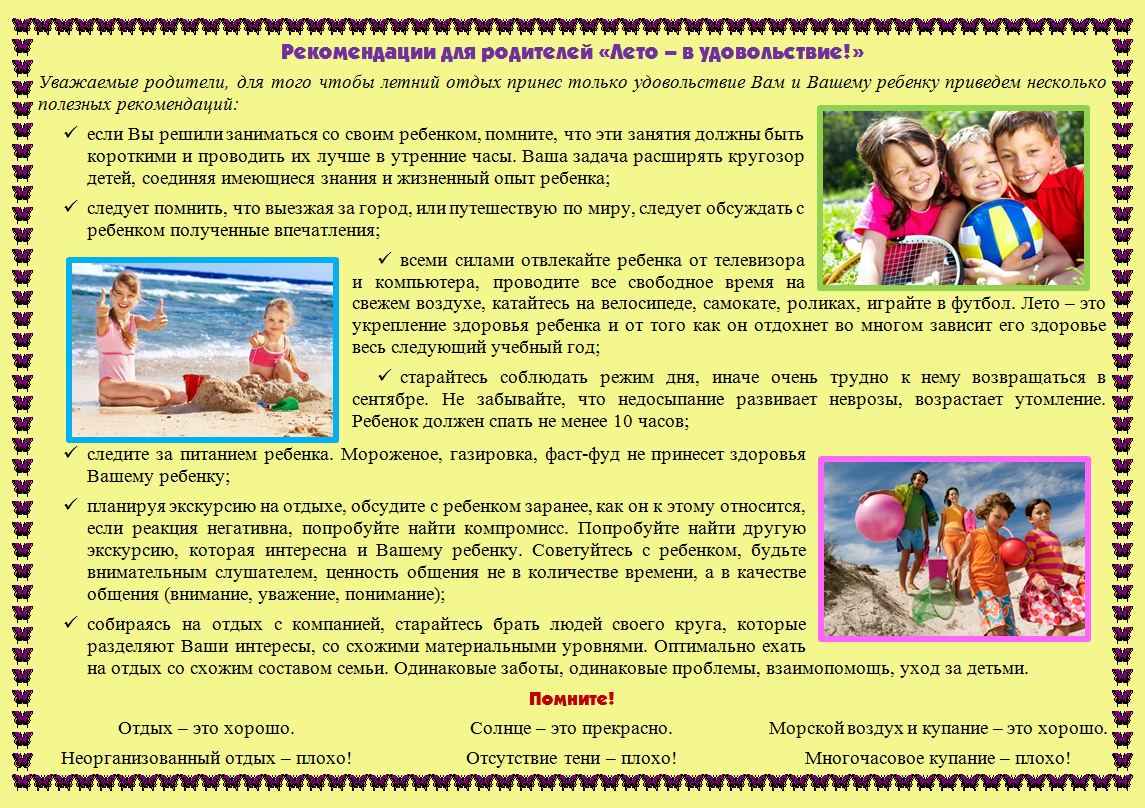 Рекомендации для родителей «Лето – в удовольствие!»
Уважаемые родители, для того чтобы летний отдых принес только удовольствие Вам и Вашему ребенку приведем несколько
полезных рекомендаций:
✓ если Вы решили заниматься со своим ребенком, помните, что эти занятия должны быть
короткими и проводить их лучше в утренние часы. Ваша задача расширять кругозор
детей, соединяя имеющиеся знания и жизненный опыт ребенка;
✓ следует помнить, что выезжая за город, или путешествую по миру, следует обсуждать с
ребенком полученные впечатления;
✓ всеми силами отвлекайте ребенка от телевизора
и компьютера, проводите все свободное время на
свежем воздухе, катайтесь на велосипеде, самокате, роликах, играйте в футбол. Лето – это
укрепление здоровья ребенка и от того как он отдохнет во многом зависит его здоровье
весь следующий учебный год;
✓ старайтесь соблюдать режим дня, иначе очень трудно к нему возвращаться в
сентябре. Не забывайте, что недосыпание развивает неврозы, возрастает утомление.
Ребенок должен спать не менее 10 часов;
✓ следите за питанием ребенка. Мороженое, газировка, фаст-фуд не принесет здоровья
Вашему ребенку;
✓ планируя экскурсию на отдыхе, обсудите с ребенком заранее, как он к этому относится,
если реакция негативна, попробуйте найти компромисс. Попробуйте найти другую
экскурсию, которая интересна и Вашему ребенку. Советуйтесь с ребенком, будьте
внимательным слушателем, ценность общения не в количестве времени, а в качестве
общения (внимание, уважение, понимание);
✓ собираясь на отдых с компанией, старайтесь брать людей своего круга, которые
разделяют Ваши интересы, со схожими материальными уровнями. Оптимально ехать
на отдых со схожим составом семьи. Одинаковые заботы, одинаковые проблемы, взаимопомощь, уход за детьми.
Помните!
Отдых – это хорошо. Солнце – это прекрасно. Морской воздух и купание – это хорошо.
Неорганизованный отдых – плохо! Отсутствие тени – плохо! Многочасовое купание – плохо!